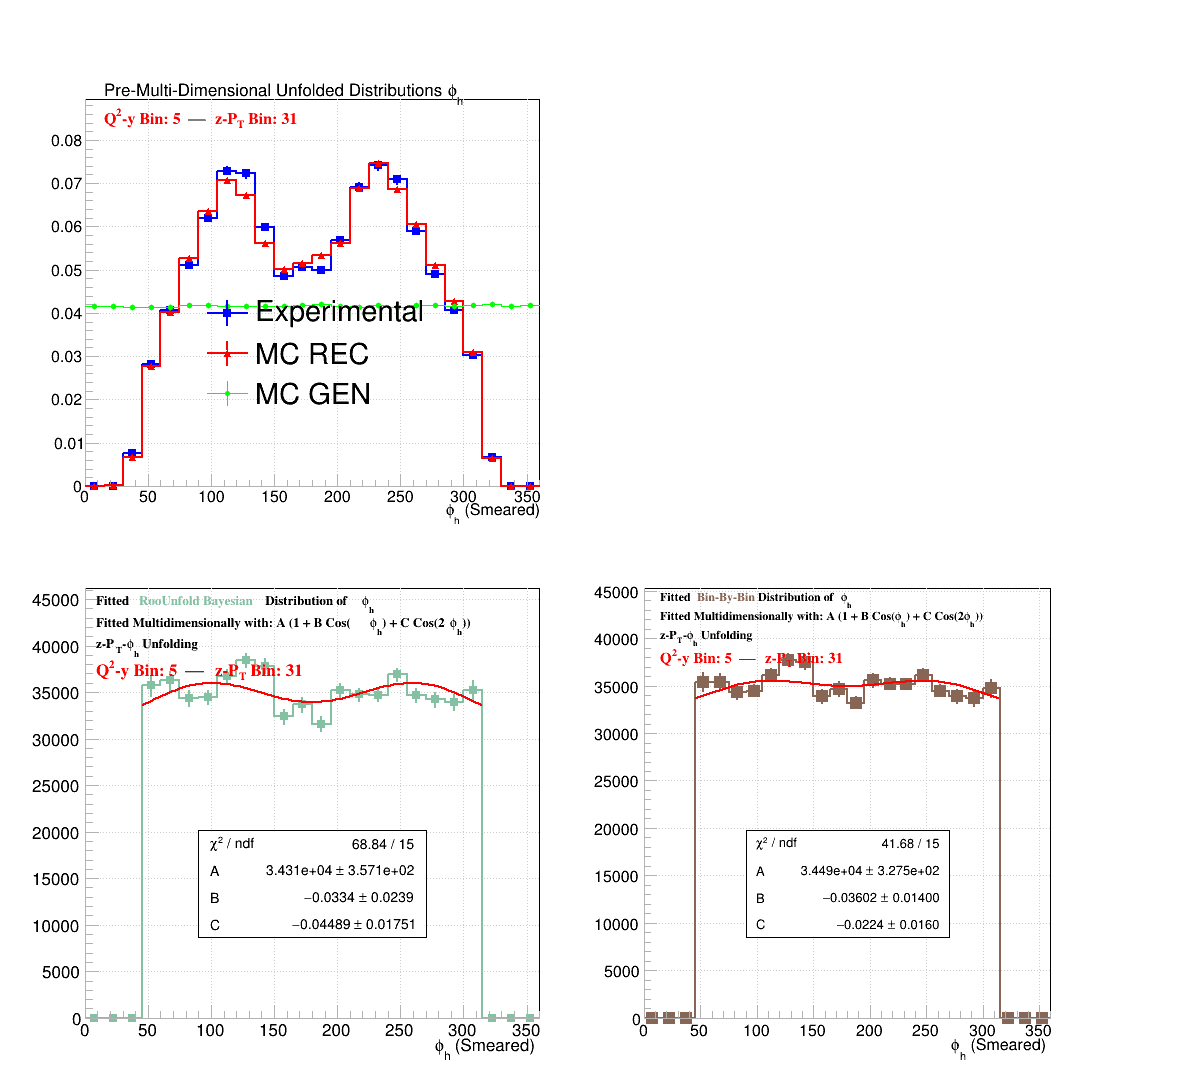 Pre-Multi-Dimensional Unfolded Distributions ϕh
Q²-y Bin: 5 — z-PT Bin: 31
0.08
0.07
0.06
0.05
0.04
0.03
0.02
0.01
0
Experimental
MC REC
MC GEN
0 50 100 150 200 250 300 350
ϕh (Smeared)
Fitted RooUnfold Bayesian Distribution of ϕh
Fitted Multidimensionally with: A (1 + B Cos( ϕh) + C Cos(2 ϕh))
z-PT-ϕh Unfolding
Q²-y Bin: 5 — z-PT Bin: 31
45000
40000
35000
30000
25000
20000
15000
10000
5000
0
χ² / ndf 68.84 / 15
A 3.431e+04 ± 3.571e+02
B −0.0334 ± 0.0239
C −0.04489 ± 0.01751
0 50 100 150 200 250 300 350
ϕh (Smeared)
Fitted Bin-By-Bin Distribution of ϕh
Fitted Multidimensionally with: A (1 + B Cos(ϕh) + C Cos(2ϕh))
z-PT-ϕh Unfolding
Q²-y Bin: 5 — z-PT Bin: 31
45000
40000
35000
30000
25000
20000
15000
10000
5000
0
χ² / ndf 41.68 / 15
A 3.449e+04 ± 3.275e+02
B −0.03602 ± 0.01400
C −0.0224 ± 0.0160
0 50 100 150 200 250 300 350
ϕh (Smeared)